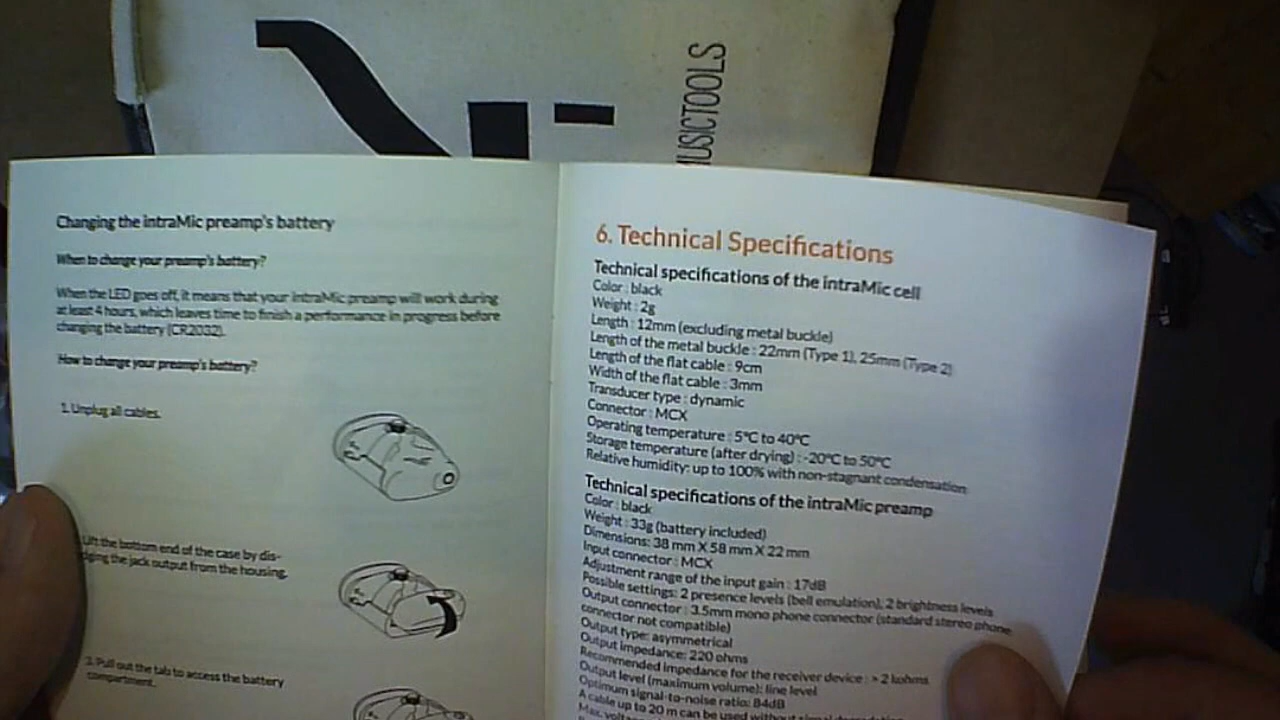 MUSICTOOLS
Changing the intraMic preamp's battery
When to change your preamp's battery?
When the LED goes off, it means that your intraMic preamp will work during
at least 4 hours, which leaves time to finish a performance in progress before
changing the battery (CR2032).
How to change your preamp's battery?
1. Unplug all cables.
Lift the bottom end of the case by dis-
ging the jack output from the housing.
3. Pull out the tab to access the battery
compartment.
6. Technical Specifications
Technical specifications of the intraMic cell
Color : black
Weight : 2g
Length : 12mm (excluding metal buckle)
Length of the metal buckle : 22mm (Type 1), 25mm (Type 2)
Length of the flat cable : 9cm
Width of the flat cable : 3mm
Transducer type : dynamic
Connector : MCX
Operating temperature : 5°C to 40°C
Storage temperature (after drying) : -20°C to 50°C
Relative humidity: up to 100% with non-stagnant condensation
Technical specifications of the intraMic preamp
Color : black
Weight : 33g (battery included)
Dimensions: 38 mm X 58 mm X 22 mm
Input connector : MCX
Adjustment range of the input gain : 17dB
Possible settings: 2 presence levels (bell emulation), 2 brightness levels
Output connector : 3.5mm mono phone connector (standard stereo phone
connector not compatible)
Output type: asymmetrical
Output impedance: 220 ohms
Recommended impedance for the receiver device : > 2 kohms
Output level (maximum volume): line level
Optimum signal-to-noise ratio: 84dB
A cable up to 20 m can be used without signal
Max.